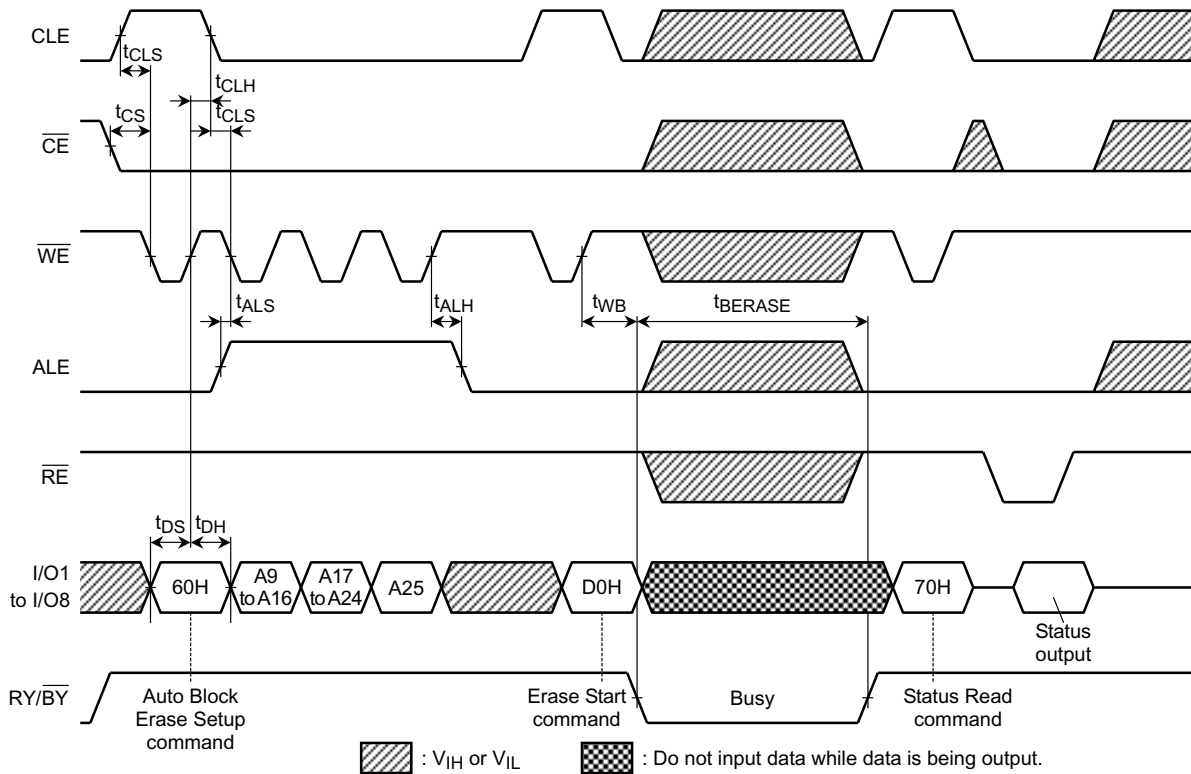 CLE
tCLS
tCLH
tCS
tCLS
CE
WE
tALS
tALH
tWB
tBERASE
ALE
RE
tDS
tDH
I/O1
to I/O8
60H
A9
to A16
A17
to A24
A25
D0H
70H
Status
output
RY/BY
Auto Block
Erase Setup
command
Erase Start
command
Busy
Status Read
command
: VIH or VIL
: Do not input data while data is being output.